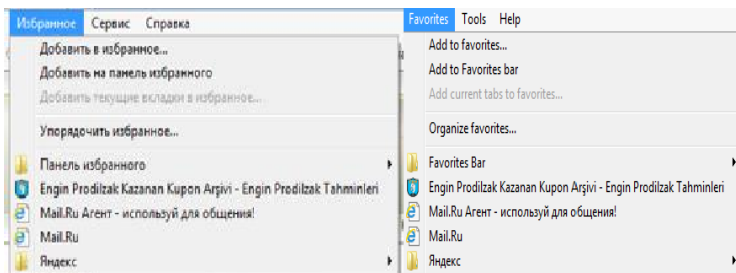 Избранное Сервис Справка
Добавить в избранное...
Добавить на панель избранного
Добавить текущие вкладки в избранное...
Упорядочить избранное...
Панель избранного
Engin Prodilzak Kazanan Kupon Arşivi - Engin Prodilzak Tahminleri
Mail.Ru Агент - используй для общения!
Mail.Ru
Яндекс
Favorites Tools Help
Add to favorites...
Add to Favorites bar
Add current tabs to favorites...
Organize favorites...
Favorites Bar
Engin Prodilzak Kazanan Kupon Arşivi - Engin Prodilzak Tahminleri
Mail.Ru Агент - используй для общения!
Mail.Ru
Яндекс